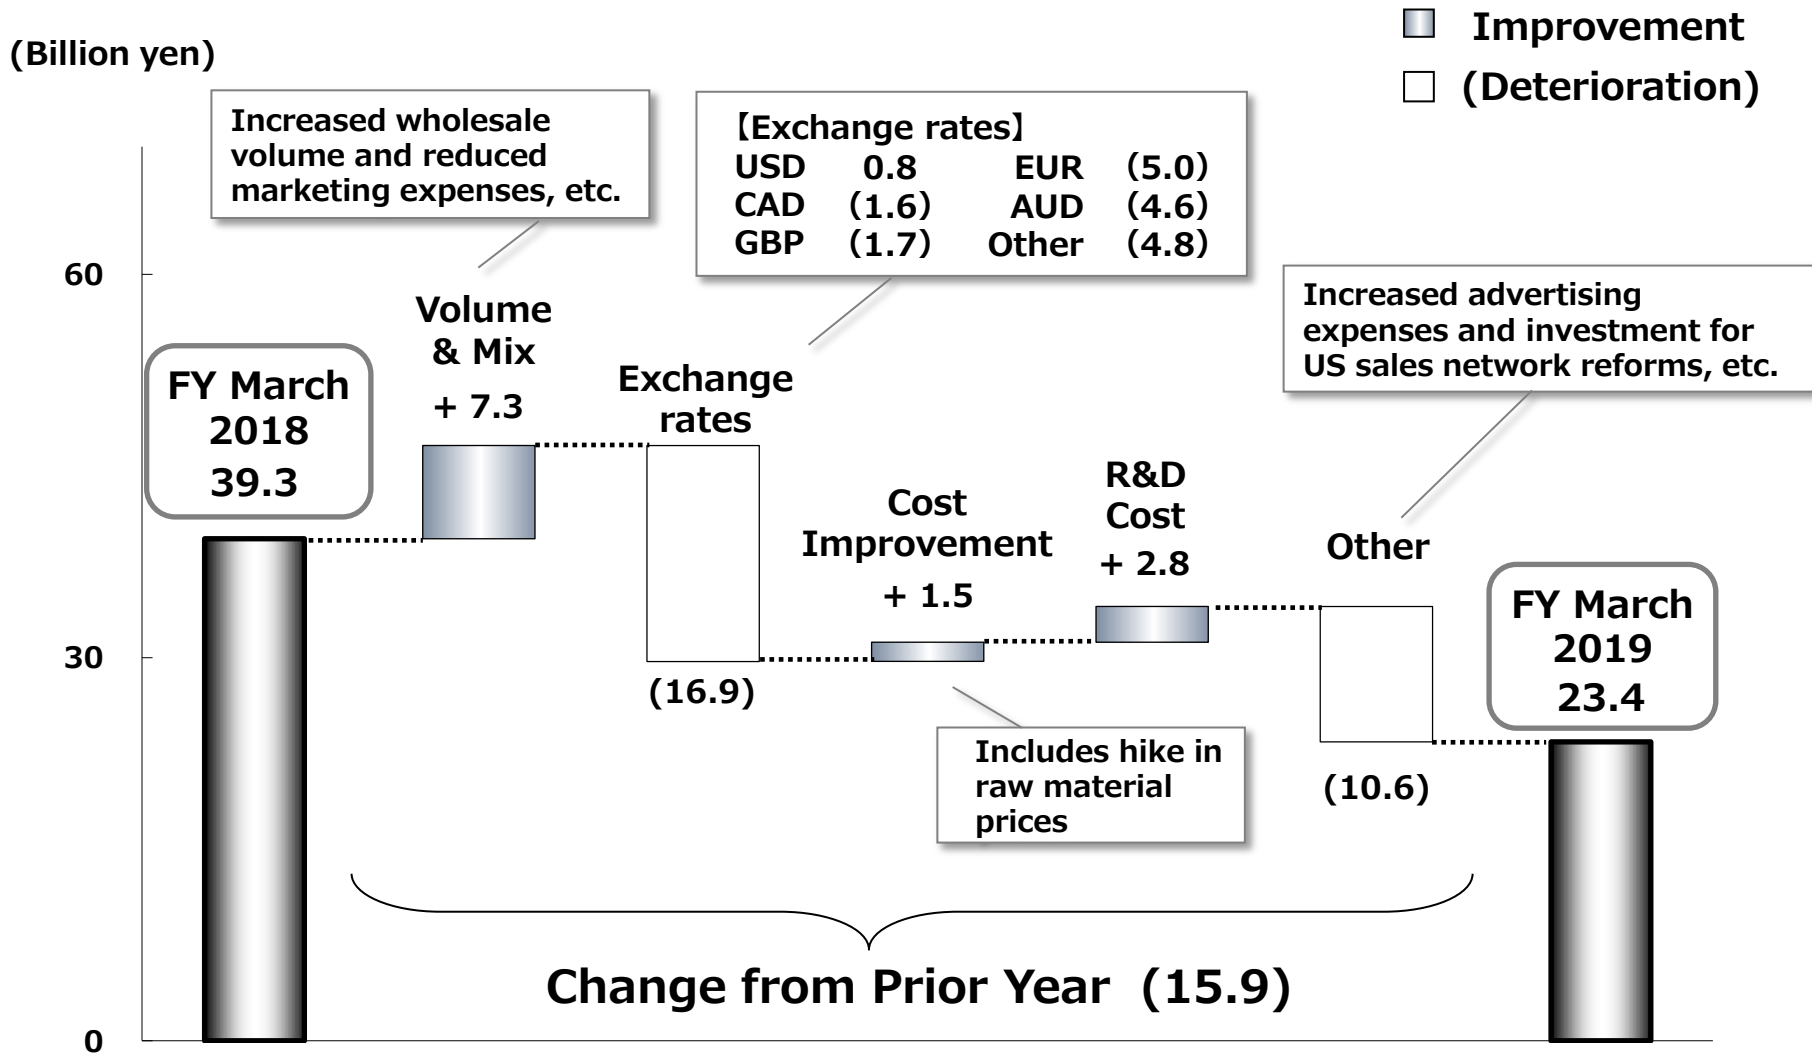 (Billion yen)
Improvement
(Deterioration)
Increased wholesale
volume and reduced
marketing expenses, etc.
【Exchange rates】
USD 0.8 EUR (5.0)
CAD (1.6) AUD (4.6)
GBP (1.7) Other (4.8)
Increased advertising
expenses and investment for
US sales network reforms, etc.
60
30
0
FY March
2018
39.3
Volume
& Mix
+ 7.3
Exchange
rates
(16.9)
Cost
Improvement
+ 1.5
Includes hike in
raw material
prices
R&D
Cost
+ 2.8
Other
(10.6)
FY March
2019
23.4
Change from Prior Year (15.9)